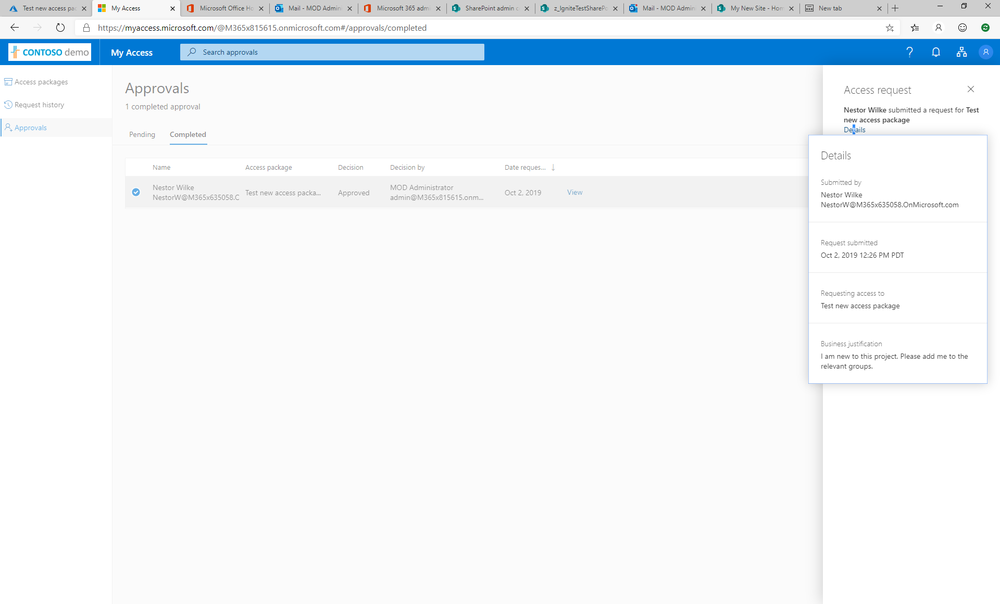 Test new access pac
My Access
Microsoft Office Ho
Mail - MOD Admini
Microsoft 365 admi
SharePoint admin c
z_IgniteTestSharePo
Mail - MOD Admini
My New Site - Hom
New tab
https://myaccess.microsoft.com/@M365x815615.onmicrosoft.com#/approvals/completed
CONTOSO demo
My Access
Search approvals
Access packages
Request history
Approvals
Approvals
1 completed approval
Pending
Completed
Name
Access package
Decision
Decision by
Date reques...
Nestor Wilke
NestorW@M365x635058.C
Test new access packa...
Approved
MOD Administrator
admin@M365x815615.onm...
Oct 2, 2019
View
Access request
Nestor Wilke submitted a request for Test
new access package
Details
Details
Submitted by
Nestor Wilke
NestorW@M365x635058.OnMicrosoft.com
Request submitted
Oct 2, 2019 12:26 PM PDT
Requesting access to
Test new access package
Business justification
I am new to this project. Please add me to the
relevant groups.